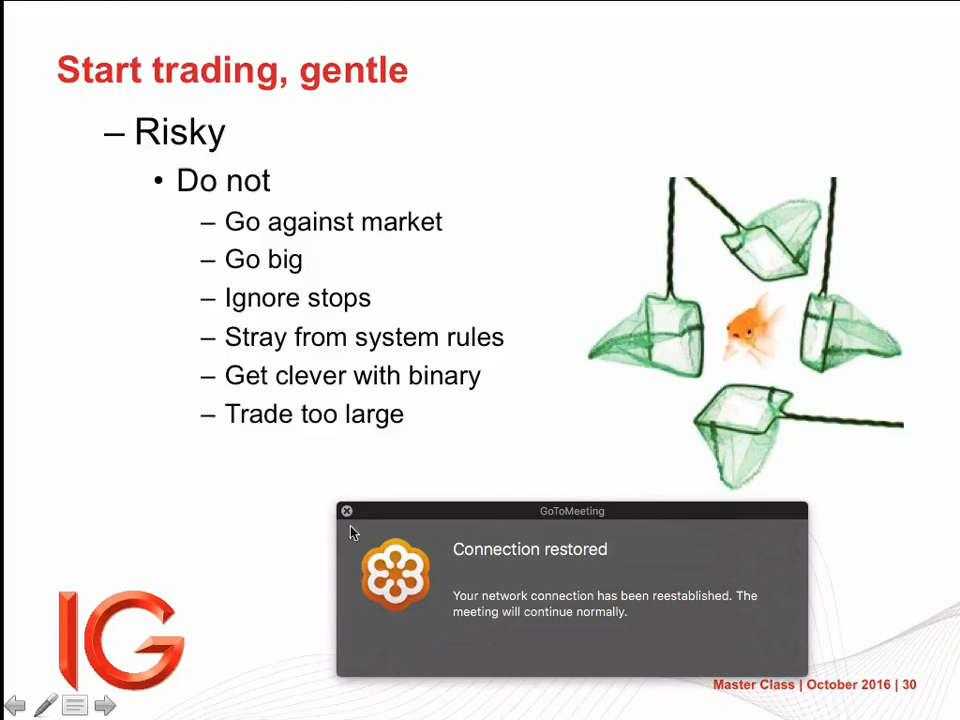 Start trading, gentle
– Risky
• Do not
– Go against market
– Go big
– Ignore stops
– Stray from system rules
– Get clever with binary
– Trade too large
GoToMeeting
Connection restored
Your network connection has been reestablished. The
meeting will continue normally.
IG
Master Class | October 2016 | 30